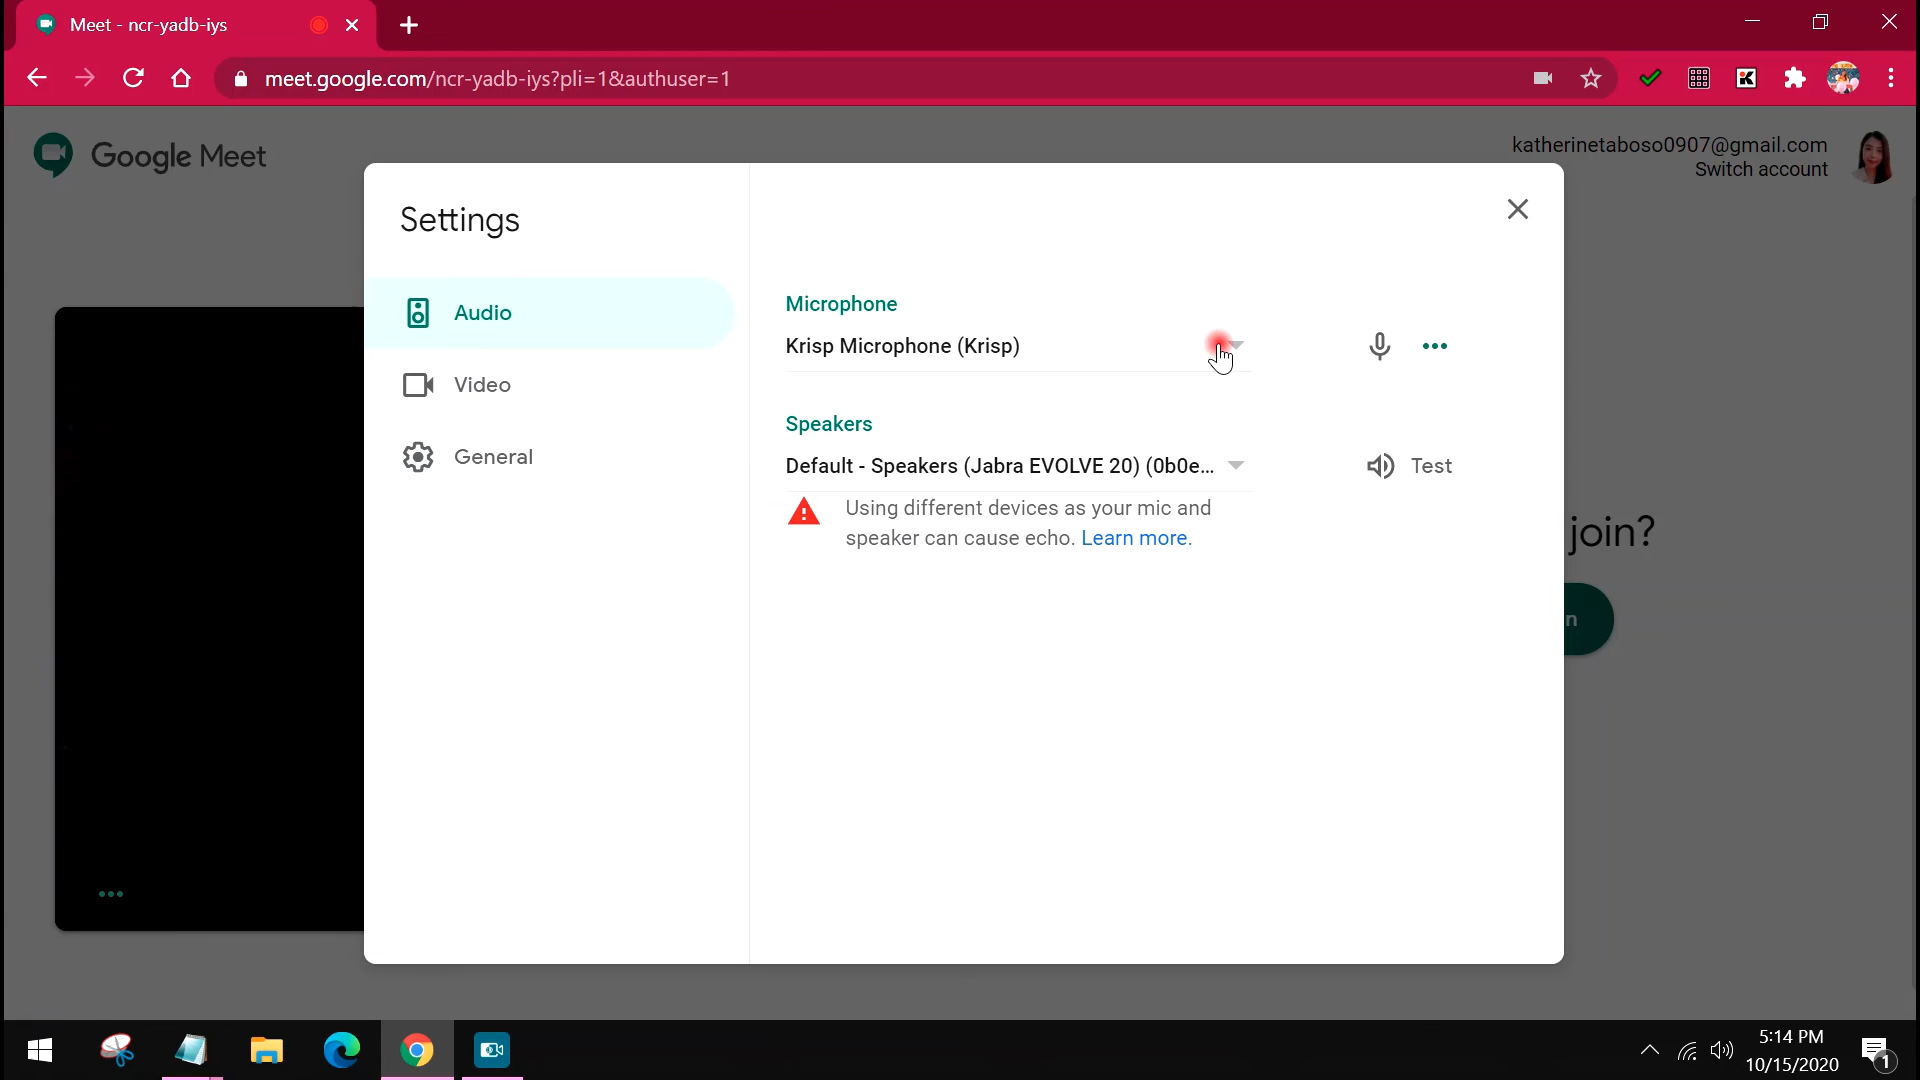 Meet - ncr-yadb-iys
meet.google.com/ncr-yadb-iys?pli=1&authuser=1
Google Meet
katherinetaboso0907@gmail.com
Switch account
Settings
Audio
Video
General
Microphone
Krisp Microphone (Krisp)
Speakers
Default - Speakers (Jabra EVOLVE 20) (0b0e...
Test
Using different devices as your mic and
speaker can cause echo. Learn more.
join?
n
5:14 PM
10/15/2020
1